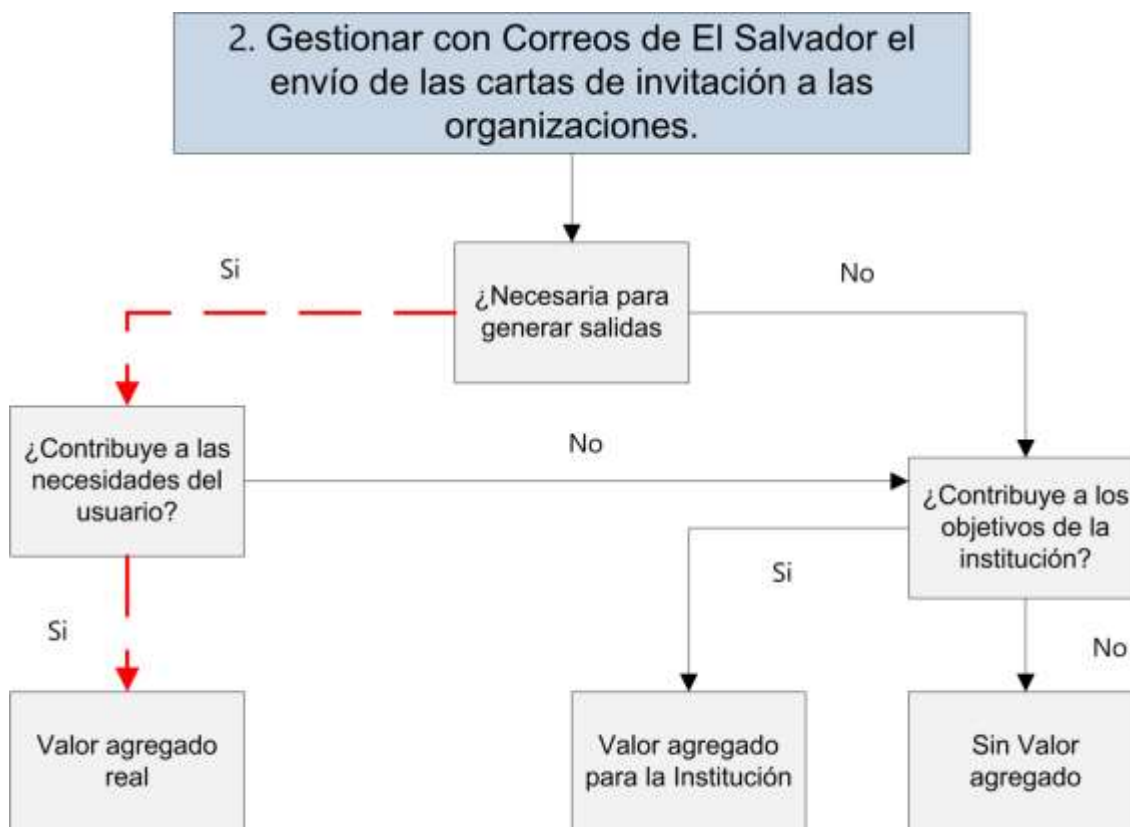 2. Gestionar con Correos de El Salvador el
envío de las cartas de invitación a las
organizaciones.
Si
No
¿Necesaria para
generar salidas
¿Contribuye a las
necesidades del
usuario?
No
¿Contribuye a los
objetivos de la
institución?
Si
Si
No
Valor agregado
real
Valor agregado
para la Institución
Sin Valor
agregado